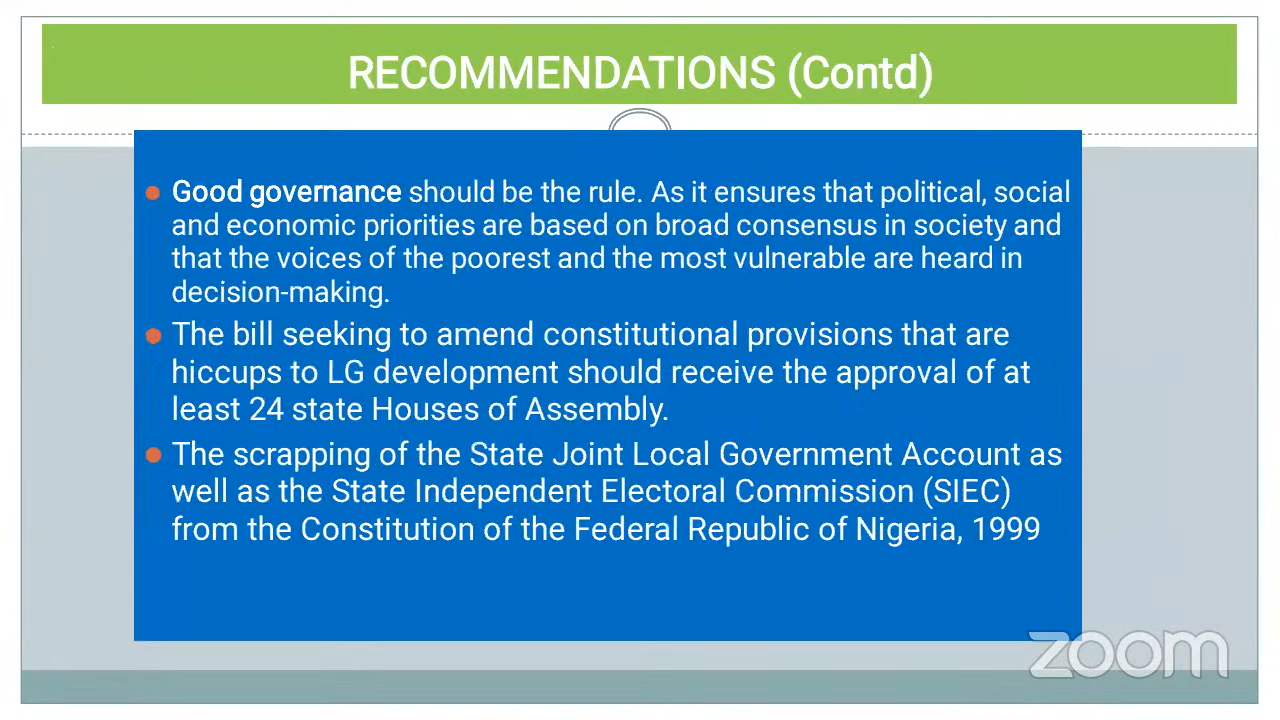 RECOMMENDATIONS (Contd)
Good governance should be the rule. As it ensures that political, social
and economic priorities are based on broad consensus in society and
that the voices of the poorest and the most vulnerable are heard in
decision-making.
The bill seeking to amend constitutional provisions that are
hiccups to LG development should receive the approval of at
least 24 state Houses of Assembly.
The scrapping of the State Joint Local Government Account as
well as the State Independent Electoral Commission (SIEC)
from the Constitution of the Federal Republic of Nigeria, 1999
zoom